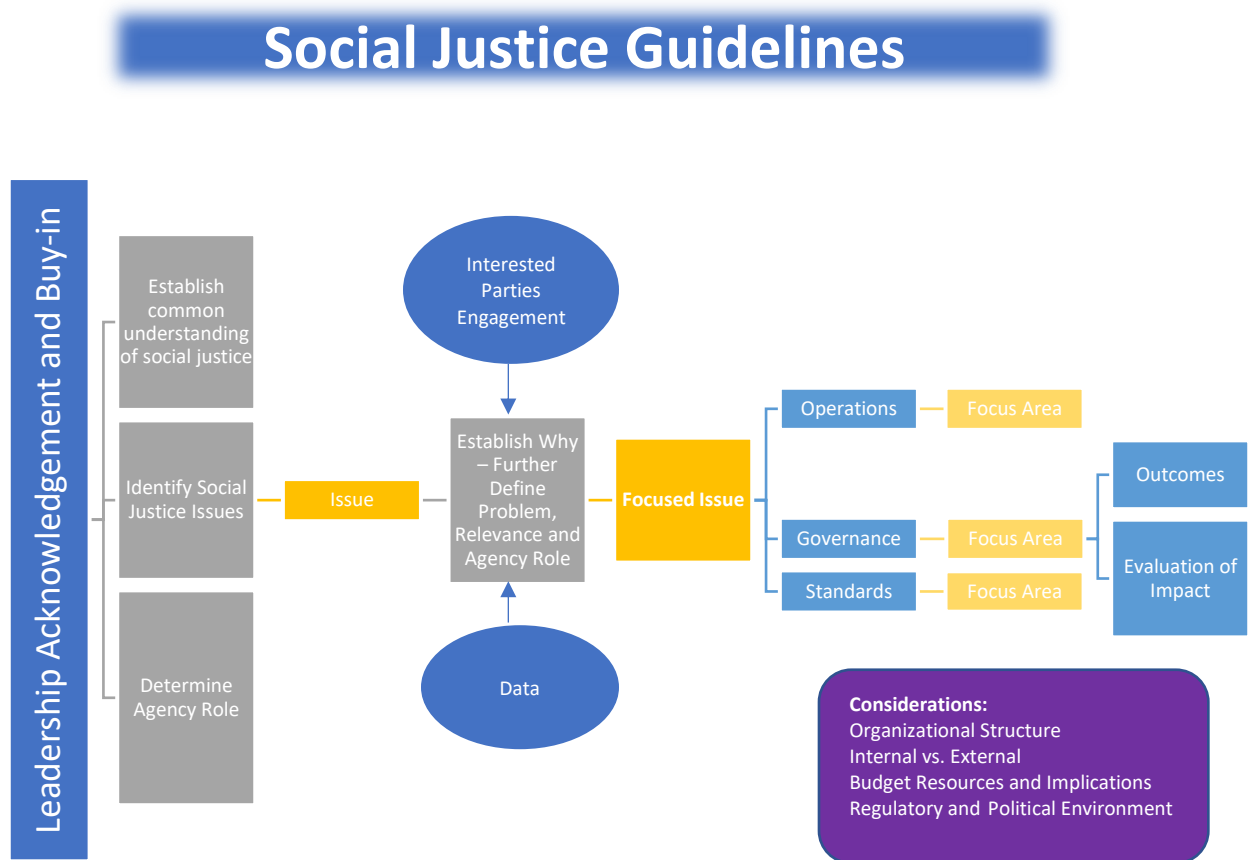 Social Justice Guidelines
Leadership Acknowledgement and Buy-in
Establish
common
understanding
of social justice
Identify Social
Justice Issues
Determine
Agency Role
Issue
Interested
Parties
Engagement
Establish Why
– Further
Define
Problem,
Relevance and
Agency Role
Data
Focused Issue
Operations
Focus Area
Governance
Focus Area
Standards
Focus Area
Outcomes
Evaluation of
Impact
Considerations:
Organizational Structure
Internal vs. External
Budget Resources and Implications
Regulatory and Political Environment